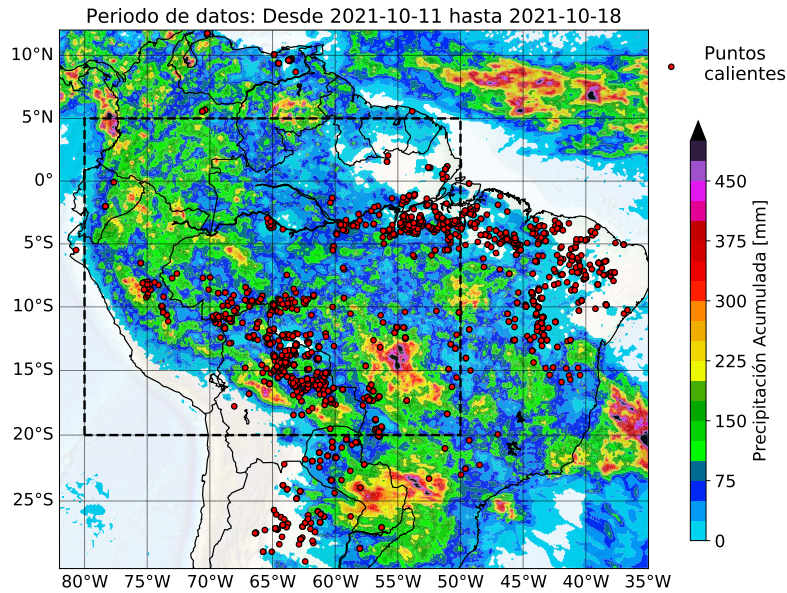 Periodo de datos: Desde 2021-10-11 hasta 2021-10-18
Puntos
calientes
10°N
5°N
0°
5°S
10°S
15°S
20°S
25°S
80°W
75°W
70°W
65°W
60°W
55°W
50°W
45°W
40°W
35°W
450
375
300
225
150
75
0
Precipitación Acumulada [mm]